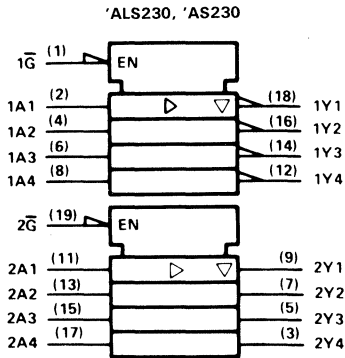 'ALS230, 'AS230
1G̅ (1) EN
1A1 (2) (18) 1Y1
1A2 (4) (16) 1Y2
1A3 (6) (14) 1Y3
1A4 (8) (12) 1Y4
2G̅ (19) EN
2A1 (11) (9) 2Y1
2A2 (13) (7) 2Y2
2A3 (15) (5) 2Y3
2A4 (17) (3) 2Y4